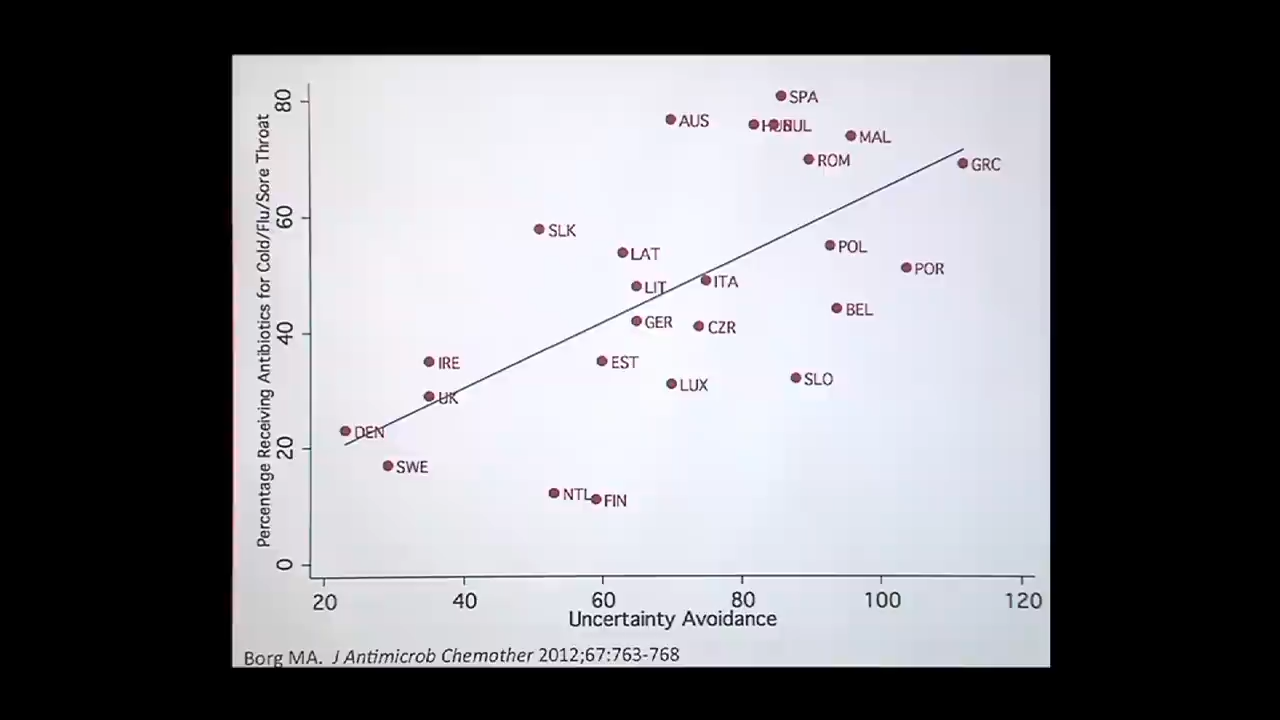 Percentage Receiving Antibiotics for Cold/Flu/Sore Throat
80
60
40
20
0
SPA
AUS
HUN
BUL
MAL
ROM
GRC
SLK
LAT
POL
POR
LIT
ITA
BEL
GER
CZR
IRE
EST
SLO
LUX
UK
DEN
SWE
NTL
FIN
20 40 60 80 100 120
Uncertainty Avoidance
Borg MA. J Antimicrob Chemother 2012;67:763-768